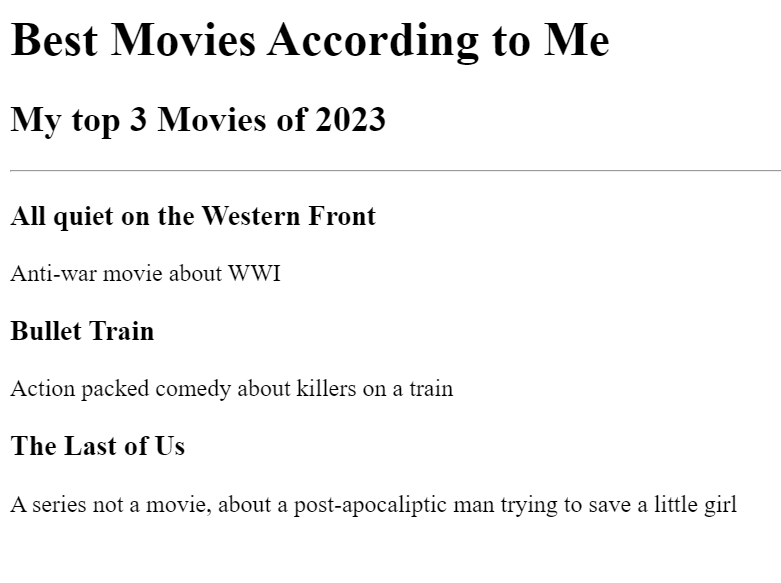 Best Movies According to Me
My top 3 Movies of 2023
All quiet on the Western Front
Anti-war movie about WWI
Bullet Train
Action packed comedy about killers on a train
The Last of Us
A series not a movie, about a post-apocaliptic man trying to save a little girl